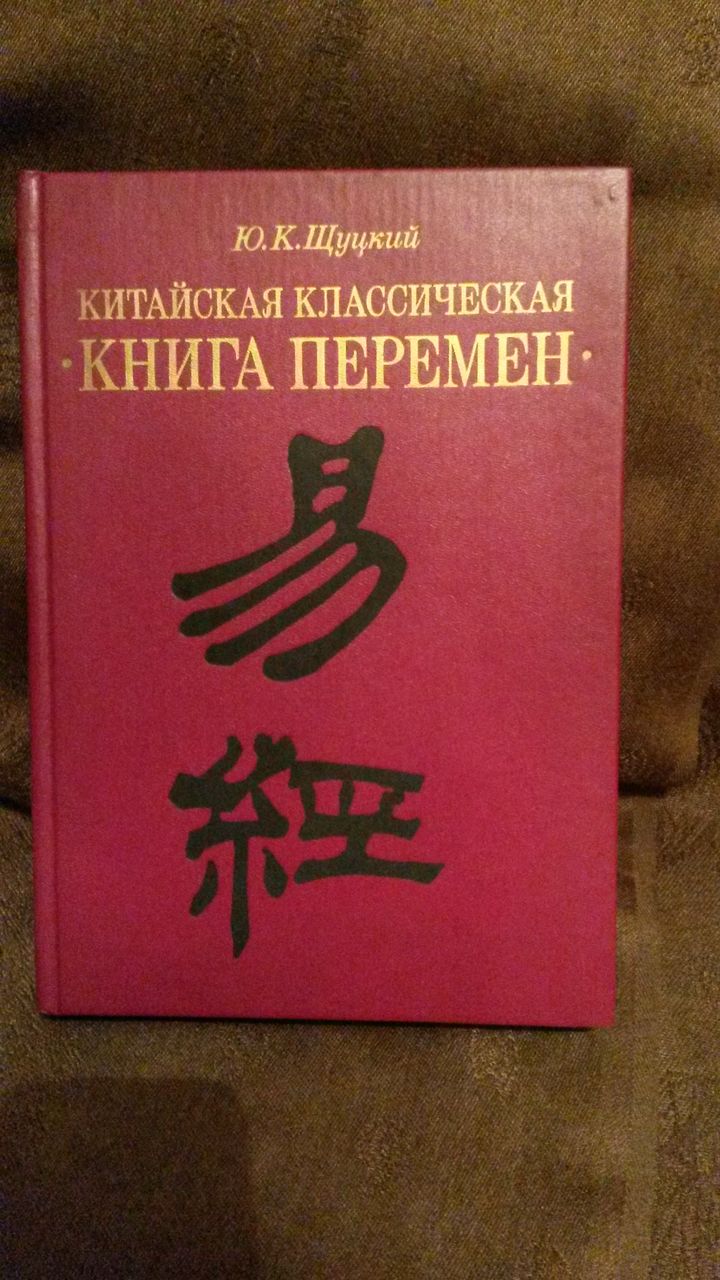 Ю.К.Щуцкий
КИТАЙСКАЯ КЛАССИЧЕСКАЯ
·КНИГА ПЕРЕМЕН·
易
經